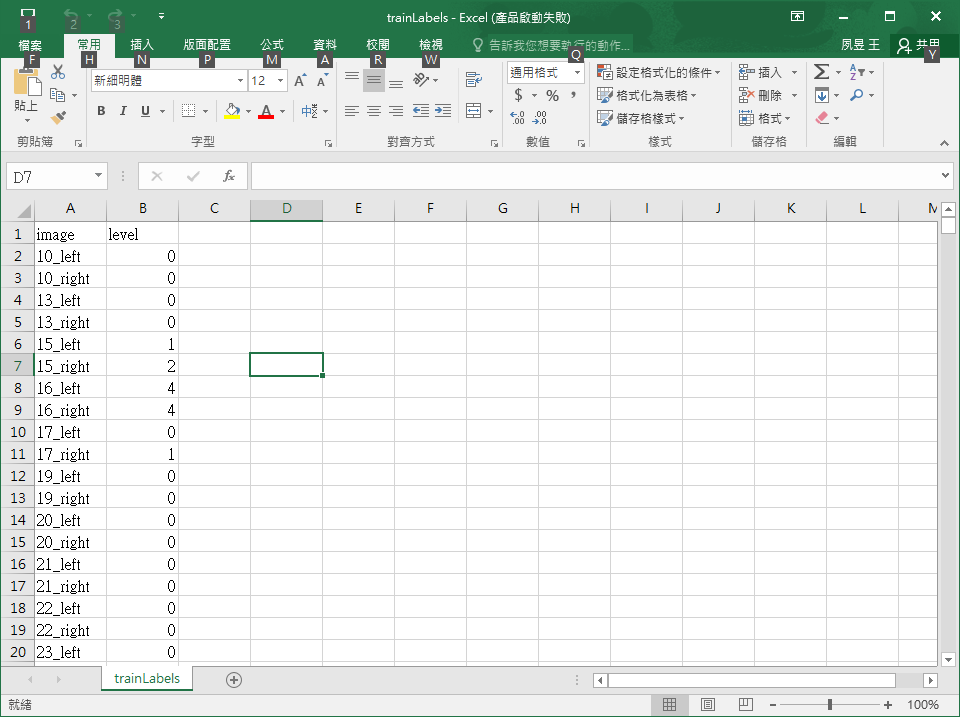 1 2 3 trainLabels - Excel (產品啟動失敗)
檔案 常用 插入 版面配置 公式 資料 校閱 檢視 告訴我您想要執行的動作... 凤昱 王 共用
F H N P M A R W Q Y
貼上 新細明體 12 A A 通用格式 設定格式化的條件 插入 Σ A Z
B I U A 中 $ % , 格式化為表格 刪除
.00 .00 儲存格樣式 格式
剪貼簿 字型 對齊方式 數值 樣式 儲存格 編輯
D7 fx
A B C D E F G H I J K L M
1 image level
2 10_left 0
3 10_right 0
4 13_left 0
5 13_right 0
6 15_left 1
7 15_right 2
8 16_left 4
9 16_right 4
10 17_left 0
11 17_right 1
12 19_left 0
13 19_right 0
14 20_left 0
15 20_right 0
16 21_left 0
17 21_right 0
18 22_left 0
19 22_right 0
20 23_left 0
trainLabels
就緒 100%